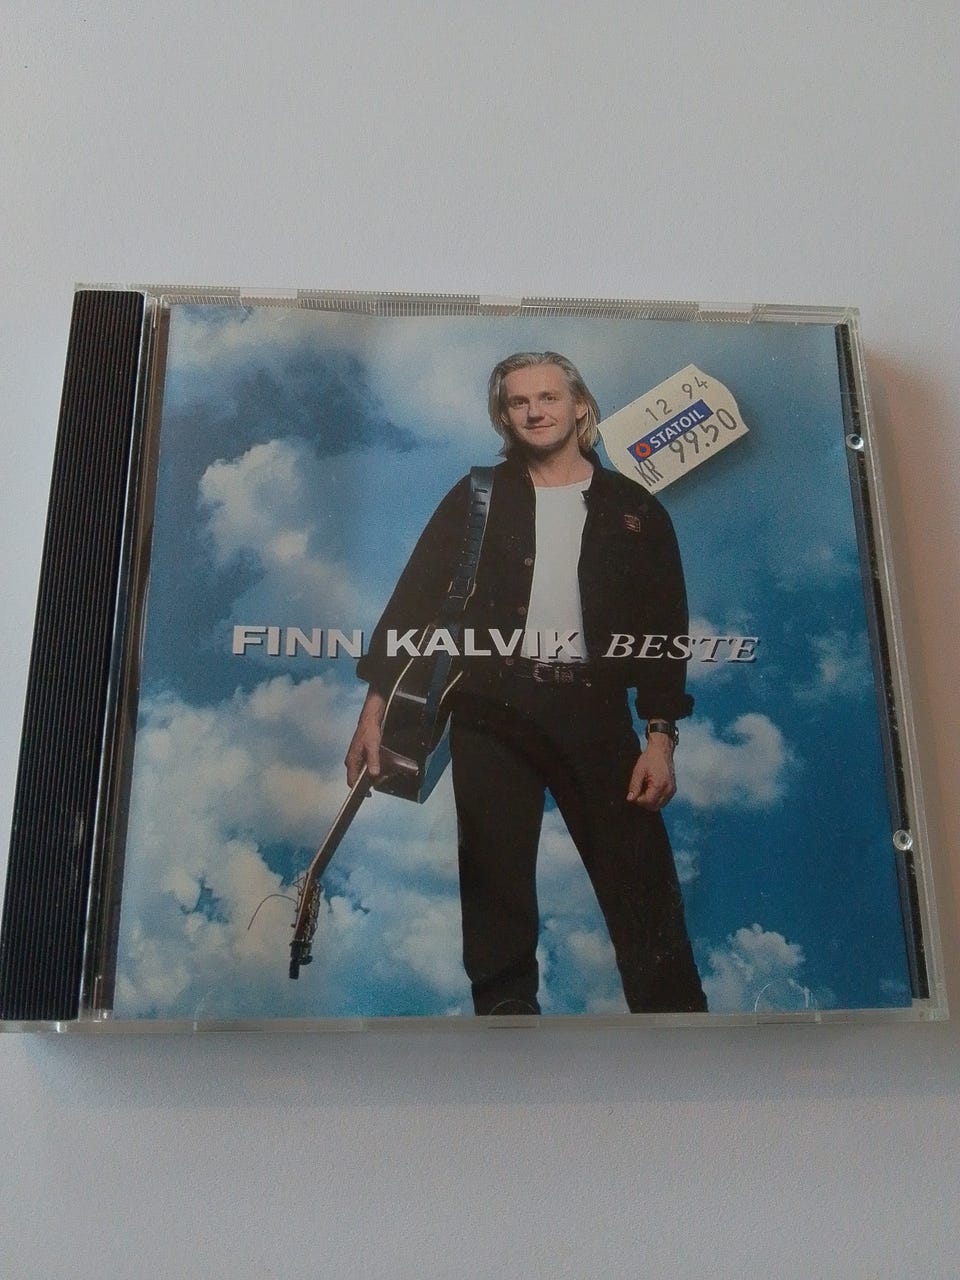 12 94
STATOIL
KR 99.50
FINN KALVIK BESTE